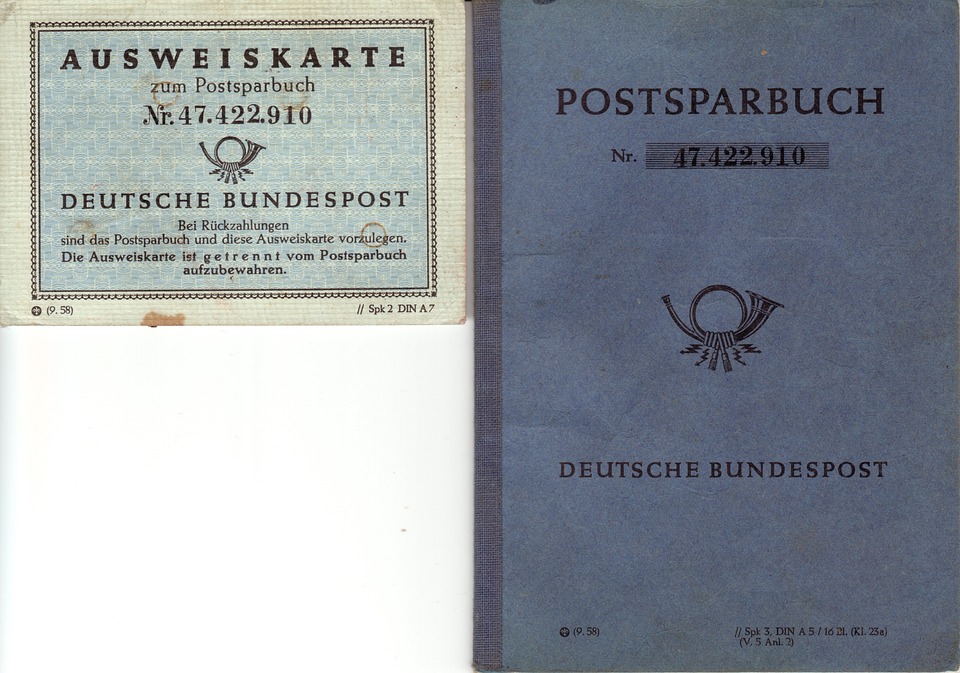 AUSWEISKARTE
zum Postsparbuch
Nr. 47.422.910
DEUTSCHE BUNDESPOST
Bei Rückzahlungen
sind das Postsparbuch und diese Ausweiskarte vorzulegen.
Die Ausweiskarte ist getrennt vom Postsparbuch
aufzubewahren.
(9. 58)
// Spk 2 DIN A 7
POSTSPARBUCH
Nr. 47.422.910
DEUTSCHE BUNDESPOST
(9. 58)
// Spk 3, DIN A 5 / 16 Bl. (Kl. 23a)
(V, 5 Anl. 2)